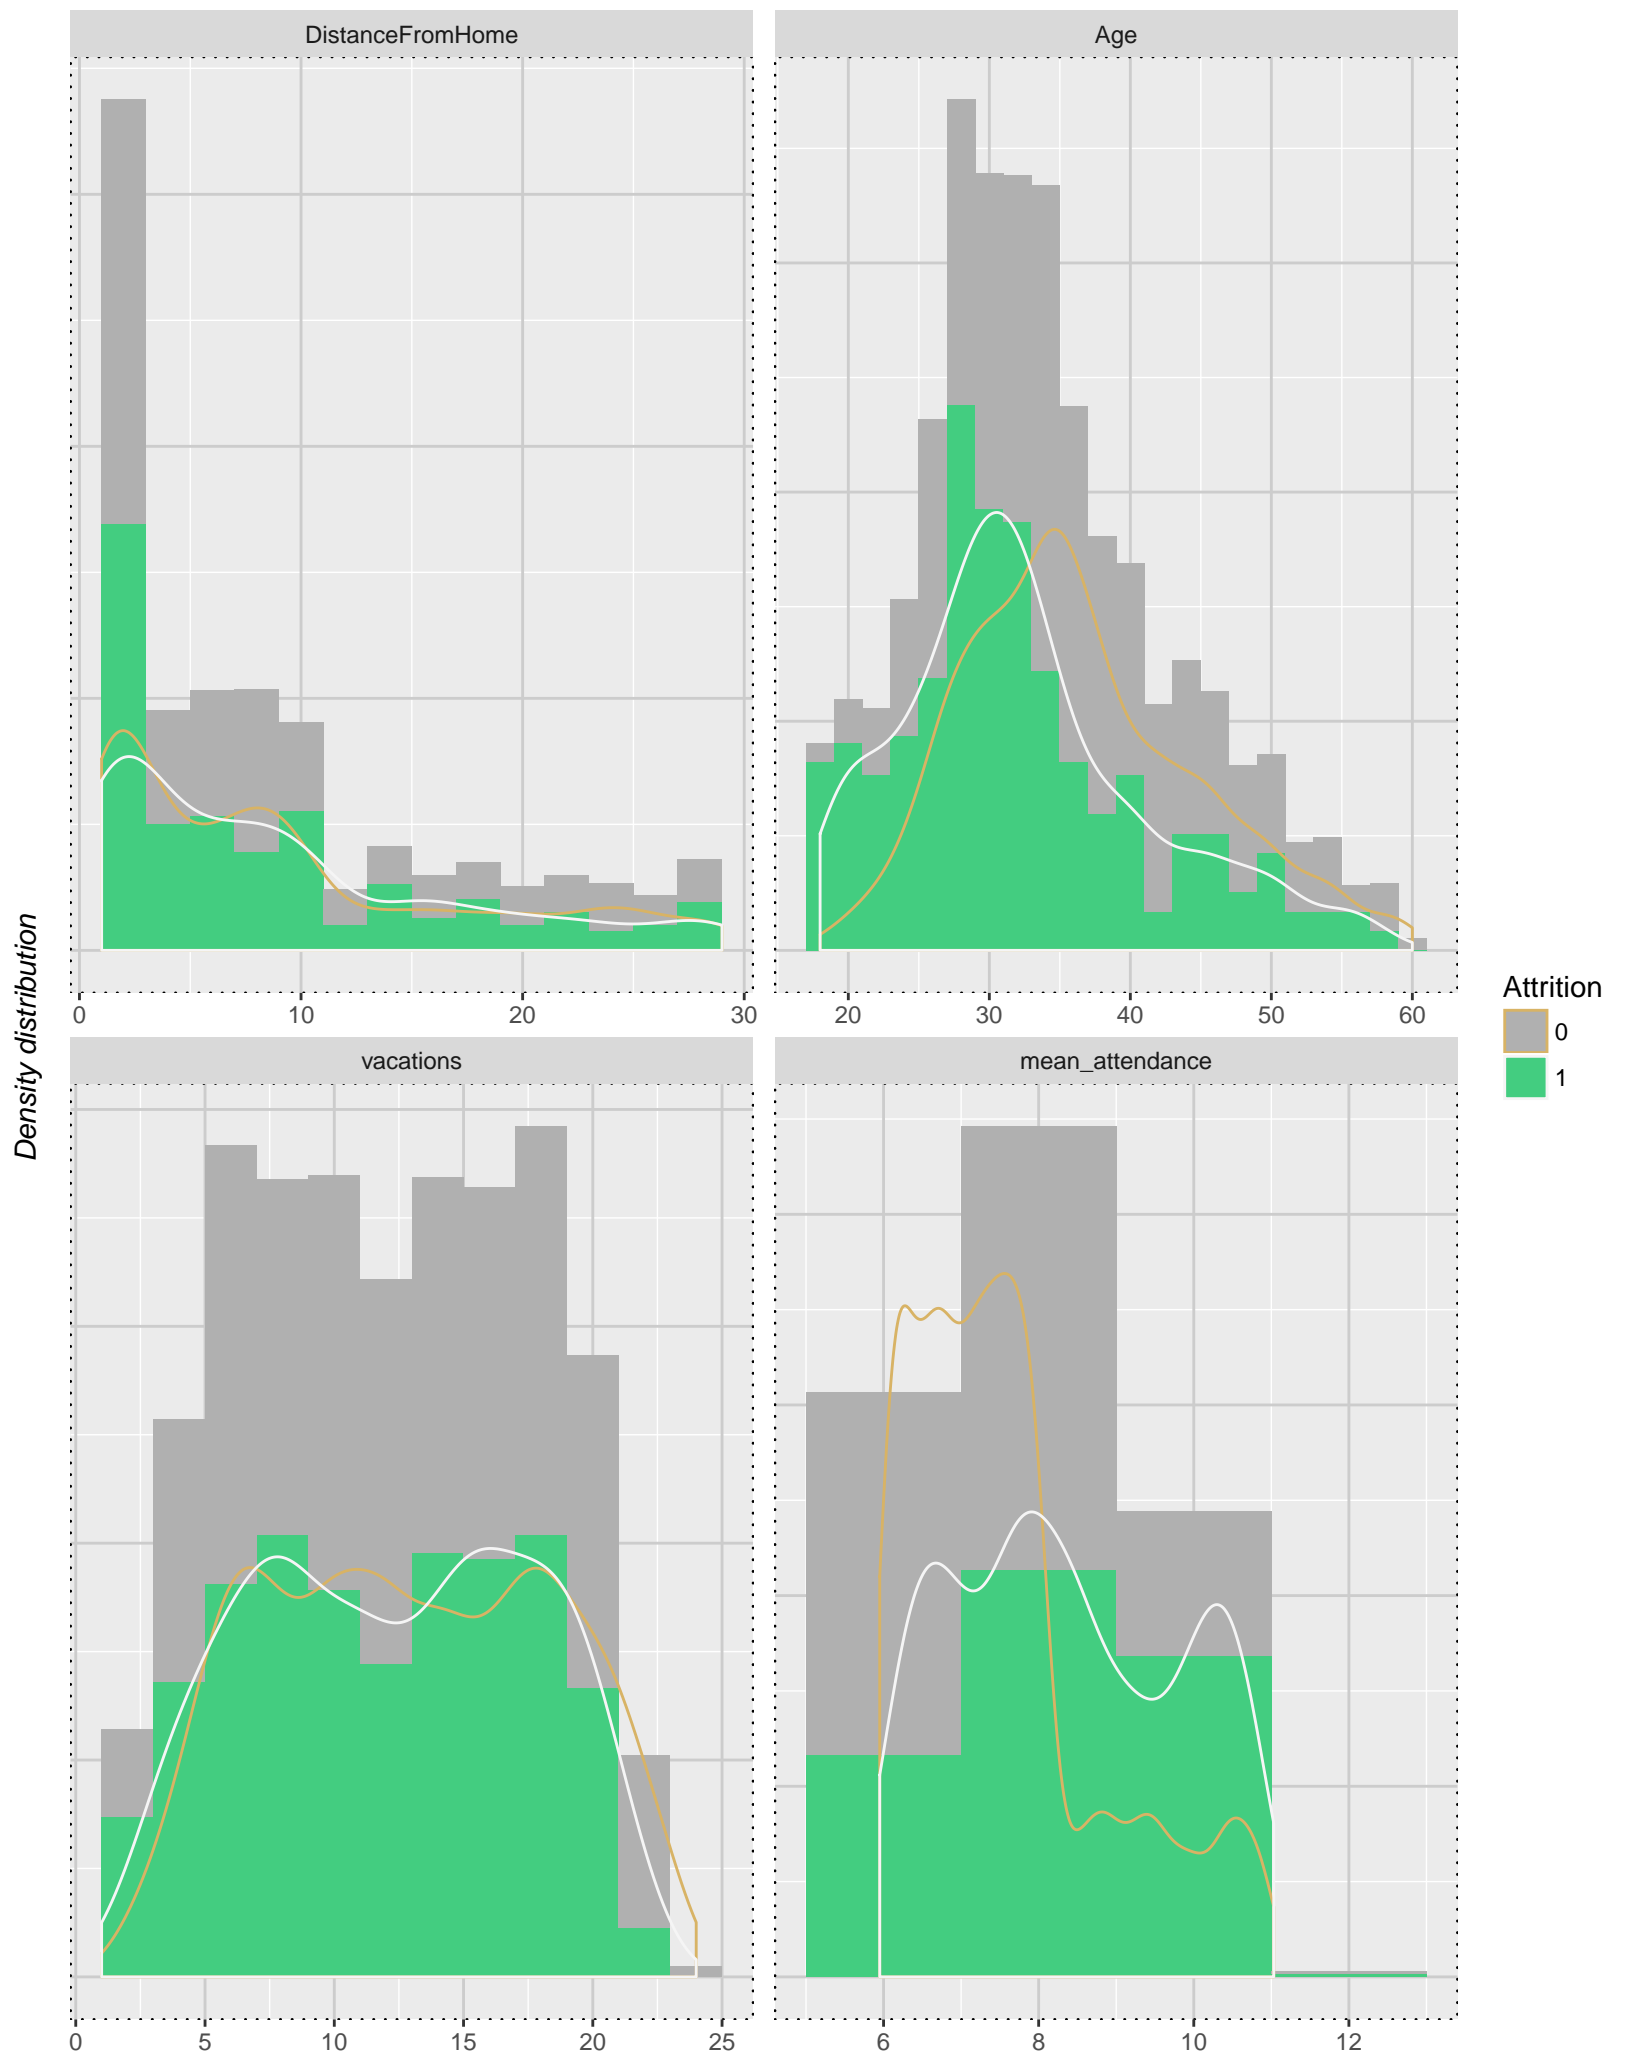 DistanceFromHome
Age
0 10 20 30
20 30 40 50 60
Density distribution
Attrition
0
1
vacations
mean_attendance
0 5 10 15 20 25
6 8 10 12